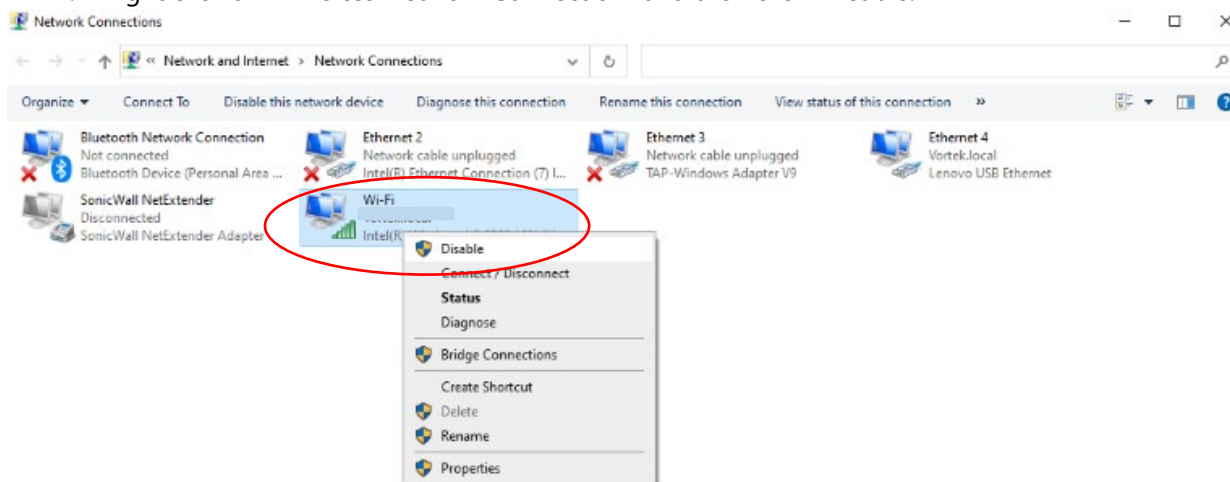 Network Connections
« Network and Internet › Network Connections
Organize Connect To Disable this network device Diagnose this connection Rename this connection View status of this connection »
Bluetooth Network Connection
Not connected
Bluetooth Device (Personal Area ...
Ethernet 2
Network cable unplugged
Intel(R) Ethernet Connection (7) I...
Ethernet 3
Network cable unplugged
TAP-Windows Adapter V9
Ethernet 4
Vortek.local
Lenovo USB Ethernet
SonicWall NetExtender
Disconnected
SonicWall NetExtender Adapter
Wi-Fi
Intel(R)
Disable
Connect / Disconnect
Status
Diagnose
Bridge Connections
Create Shortcut
Delete
Rename
Properties